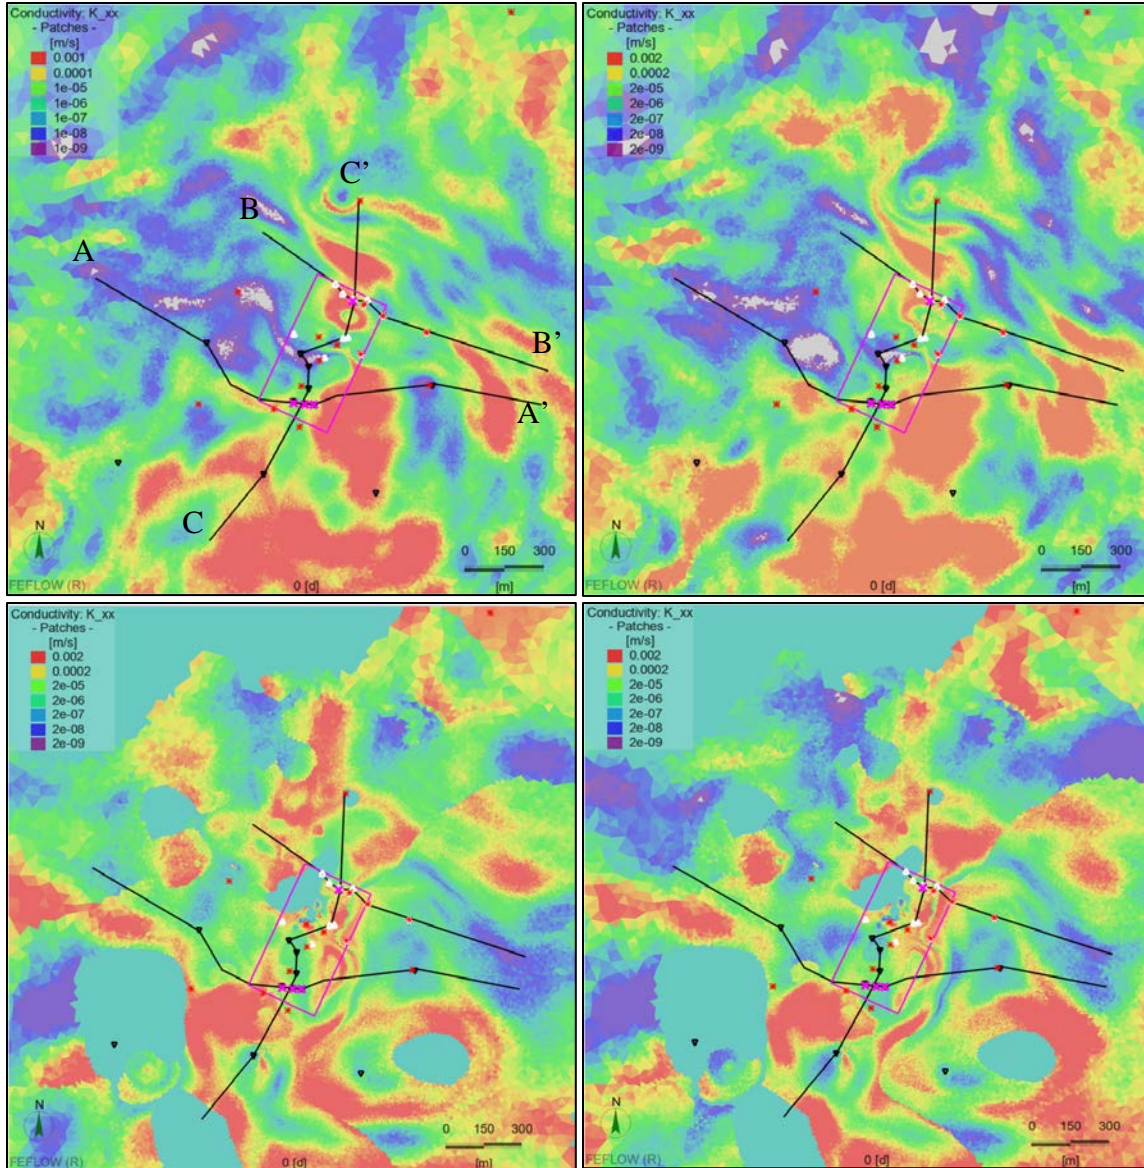 Conductivity: K_xx
- Patches -
[m/s]
0.001
0.0001
1e-05
1e-06
1e-07
1e-08
1e-09
C’
B
A
B’
A’
C
N
0 150 300
FEFLOW (R)
0 [d]
[m]
Conductivity: K_xx
- Patches -
[m/s]
0.002
0.0002
2e-05
2e-06
2e-07
2e-08
2e-09
N
0 150 300
FEFLOW (R)
0 [d]
[m]
Conductivity: K_xx
- Patches -
[m/s]
0.002
0.0002
2e-05
2e-06
2e-07
2e-08
2e-09
N
0 150 300
FEFLOW (R)
0 [d]
[m]
Conductivity: K_xx
- Patches -
[m/s]
0.002
0.0002
2e-05
2e-06
2e-07
2e-08
2e-09
N
0 150 300
FEFLOW (R)
0 [d]
[m]